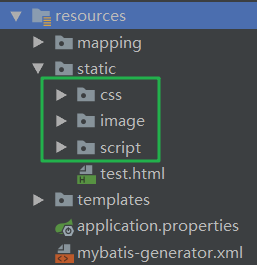 resources
mapping
static
css
image
script
test.html
templates
application.properties
mybatis-generator.xml